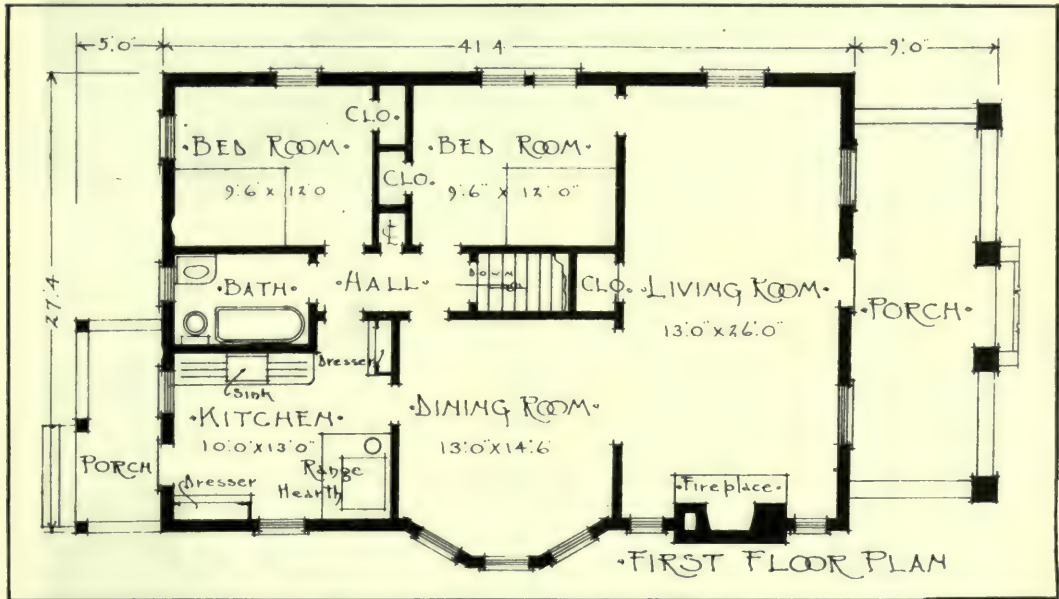 5'0"
41'4
9'0"
CLO.
·BED ROOM·
·BED ROOM·
9'6" x 12'0
CLO.
9'6" x 12'0"
27'4
·BATH·
·HALL·
DOWN
CLO.
·LIVING ROOM·
13'0" x 26'0"
·PORCH·
Dresser
Sink
·KITCHEN·
10'0" x 13'0"
·DINING ROOM·
13'0" x 14'6
PORCH
Dresser
Range
Hearth
·Fireplace·
·FIRST FLOOR PLAN